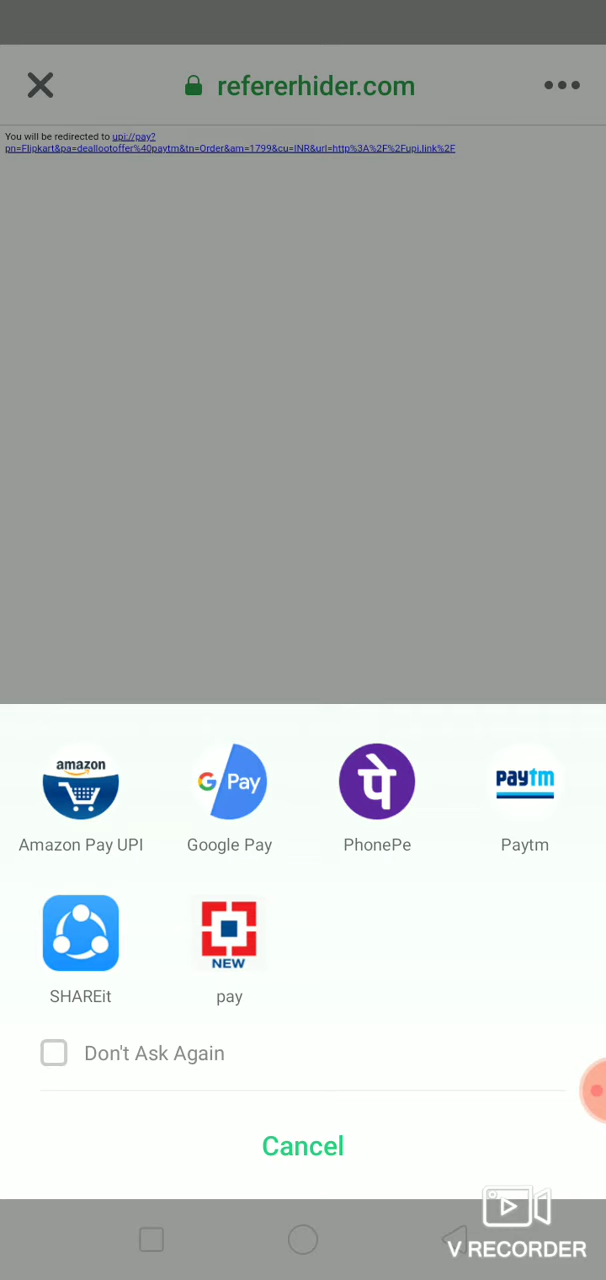 refererhider.com
You will be redirected to upi://pay?
pn=Flipkart&pa=deallootoffer%40paytm&tn=Order&am=1799&cu=INR&url=http%3A%2F%2Fupi.link%2F
amazon
G Pay
पे
paytm
Amazon Pay UPI
Google Pay
PhonePe
Paytm
NEW
SHAREit
pay
Don't Ask Again
Cancel
V RECORDER